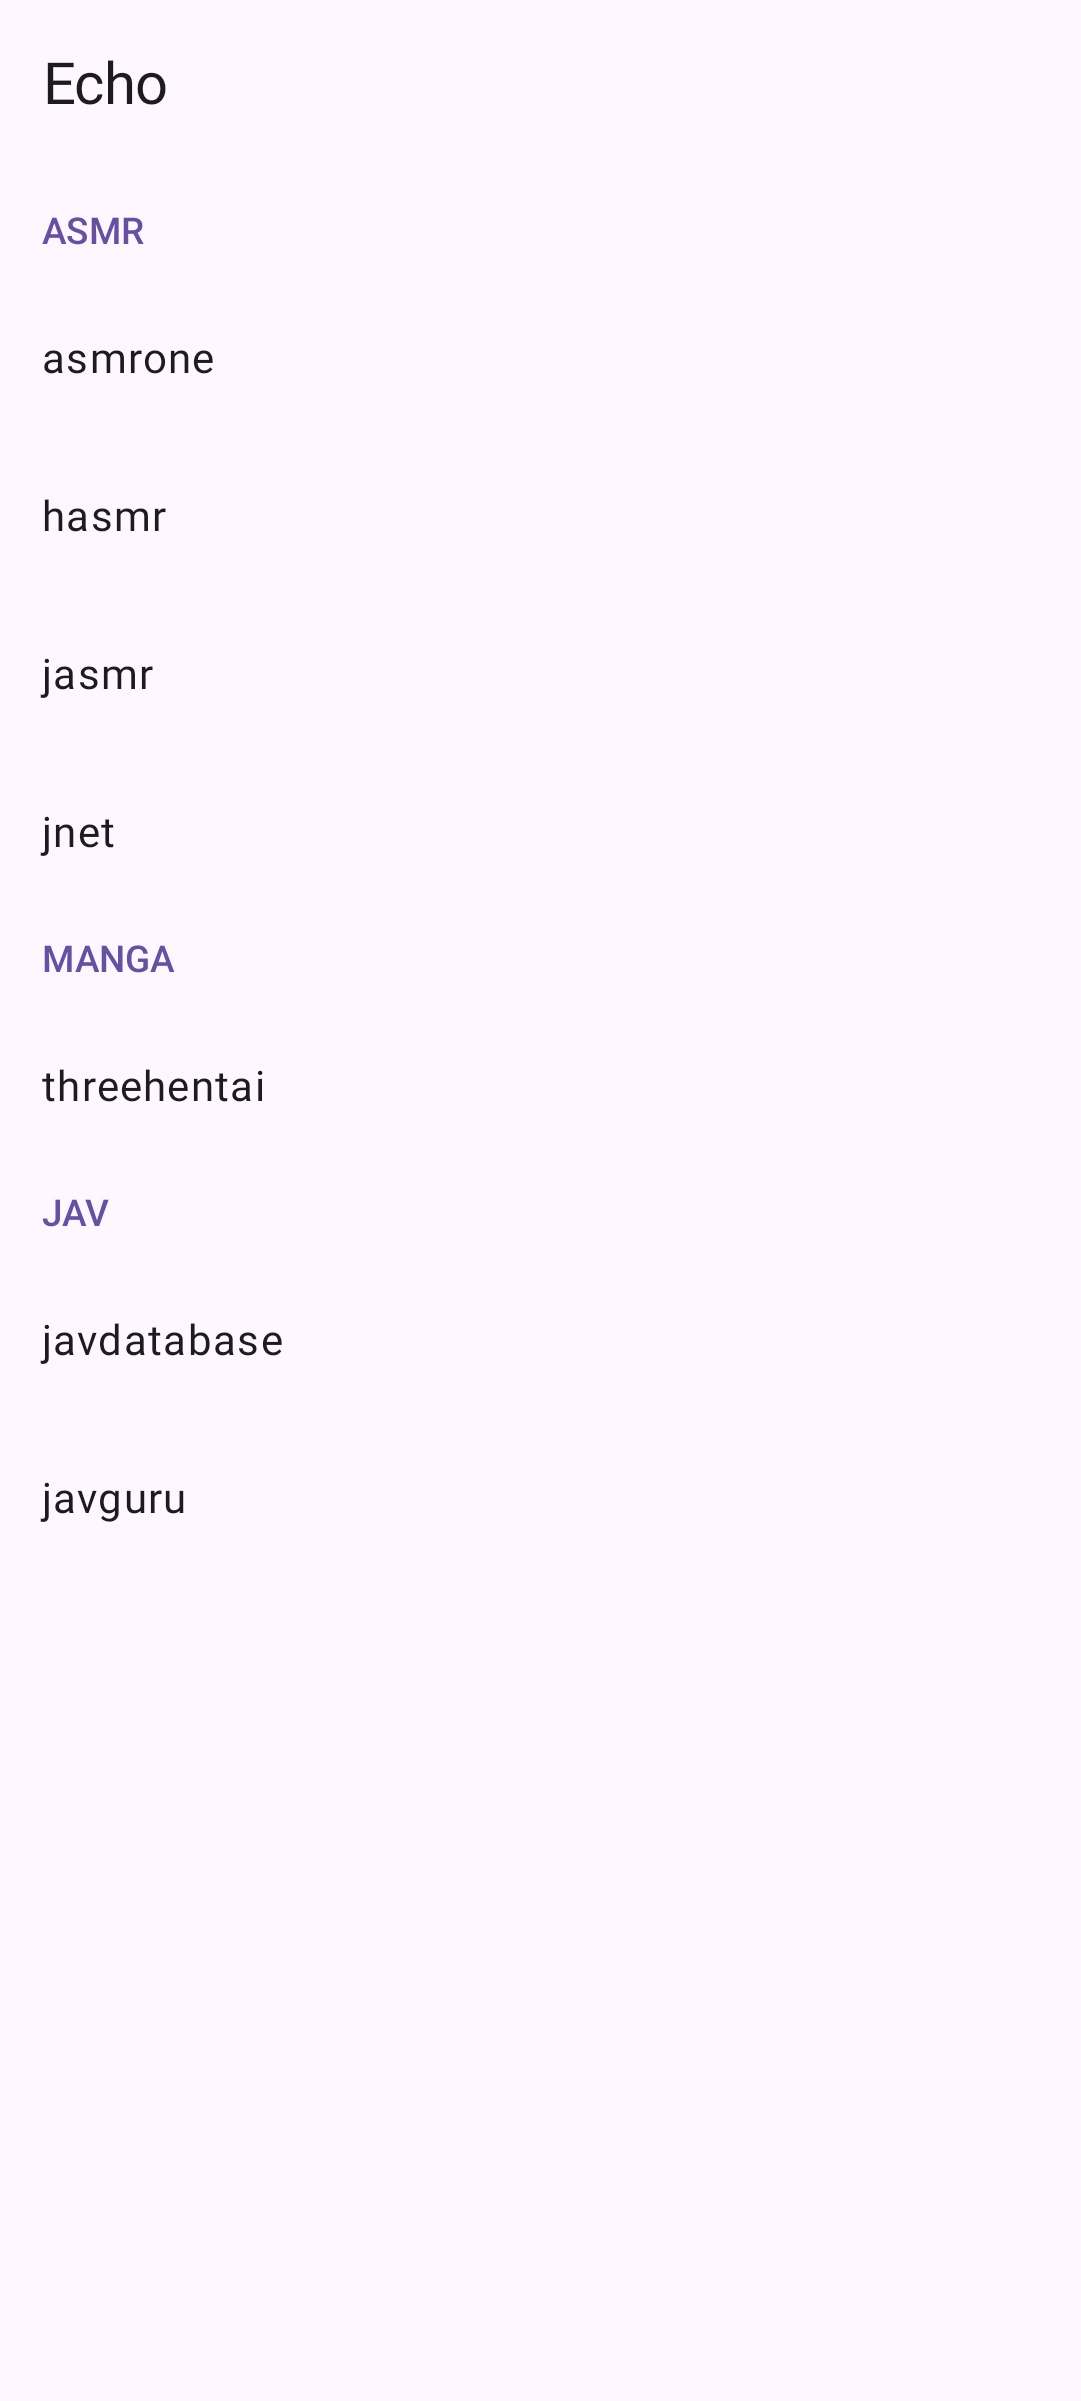 Echo
ASMR
asmrone
hasmr
jasmr
jnet
MANGA
threehentai
JAV
javdatabase
javguru